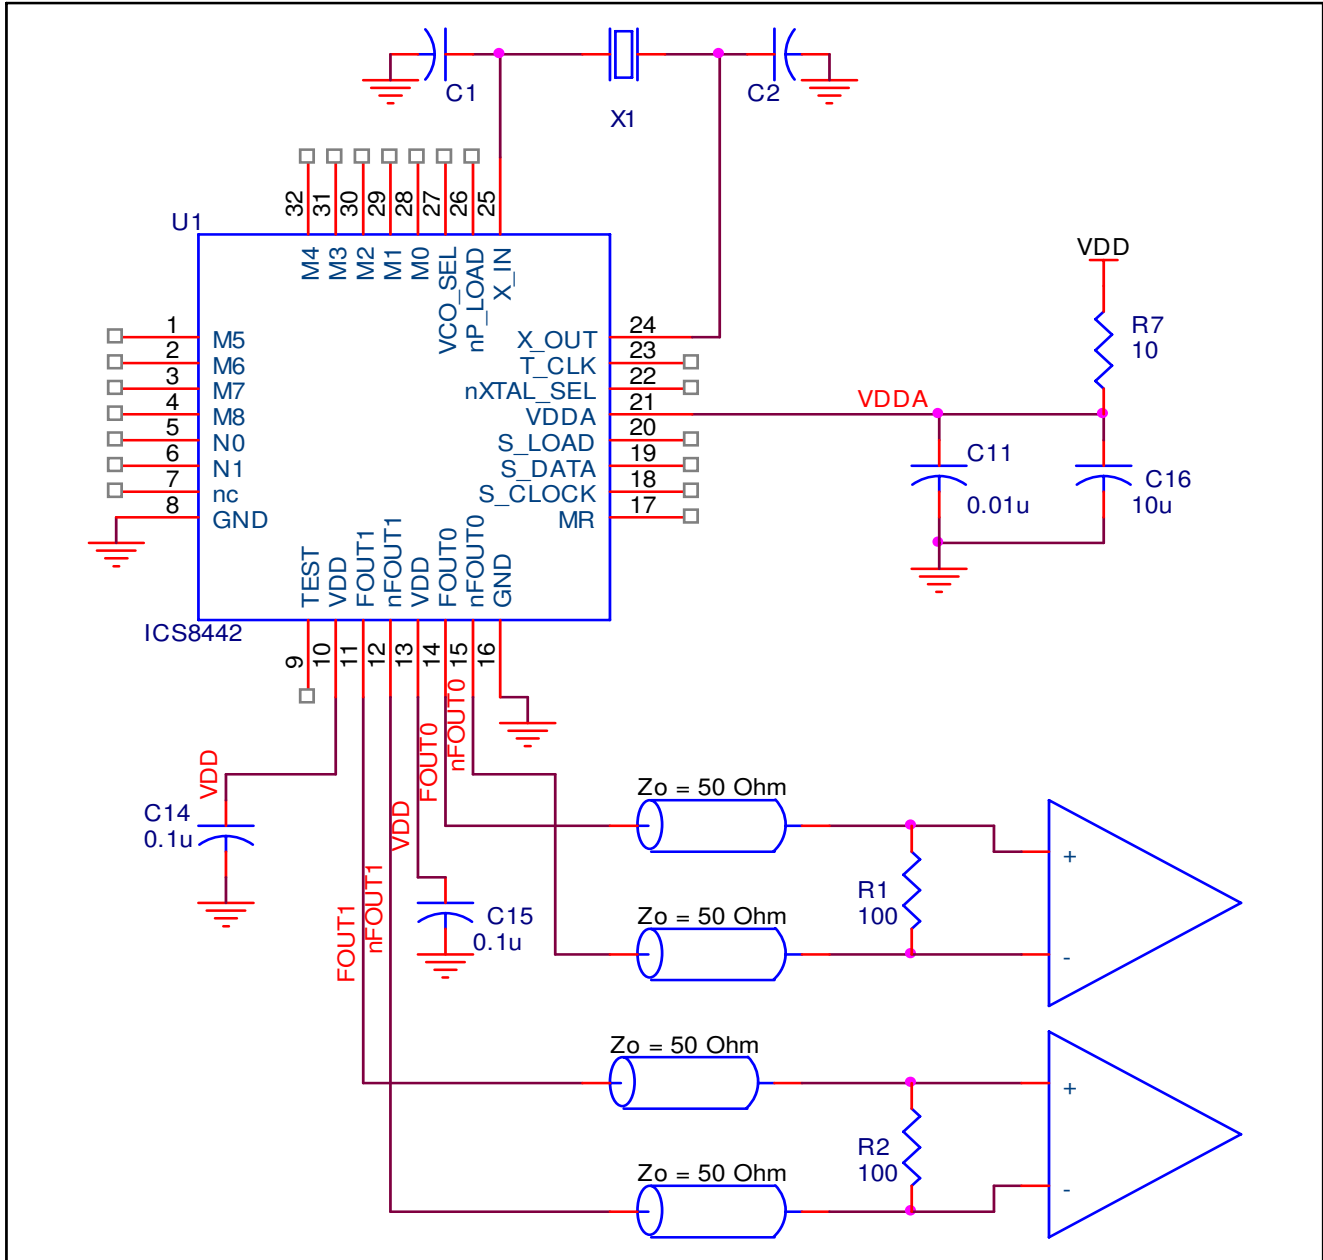 C1
X1
C2
U1
32
31
30
29
28
27
26
25
M4
M3
M2
M1
M0
VCO_SEL
nP_LOAD
X_IN
VDD
R7
10
1
M5
2
M6
3
M7
4
M8
5
N0
6
N1
7
nc
8
GND
X_OUT
24
T_CLK
23
nXTAL_SEL
22
VDDA
21
S_LOAD
20
S_DATA
19
S_CLOCK
18
MR
17
VDDA
C11
0.01u
C16
10u
TEST
VDD
FOUT1
nFOUT1
VDD
FOUT0
nFOUT0
GND
ICS8442
9
10
11
12
13
14
15
16
VDD
C14
0.1u
FOUT1
nFOUT1
VDD
FOUT0
nFOUT0
C15
0.1u
Zo = 50 Ohm
R1
100
+
-
Zo = 50 Ohm
Zo = 50 Ohm
R2
100
+
-
Zo = 50 Ohm